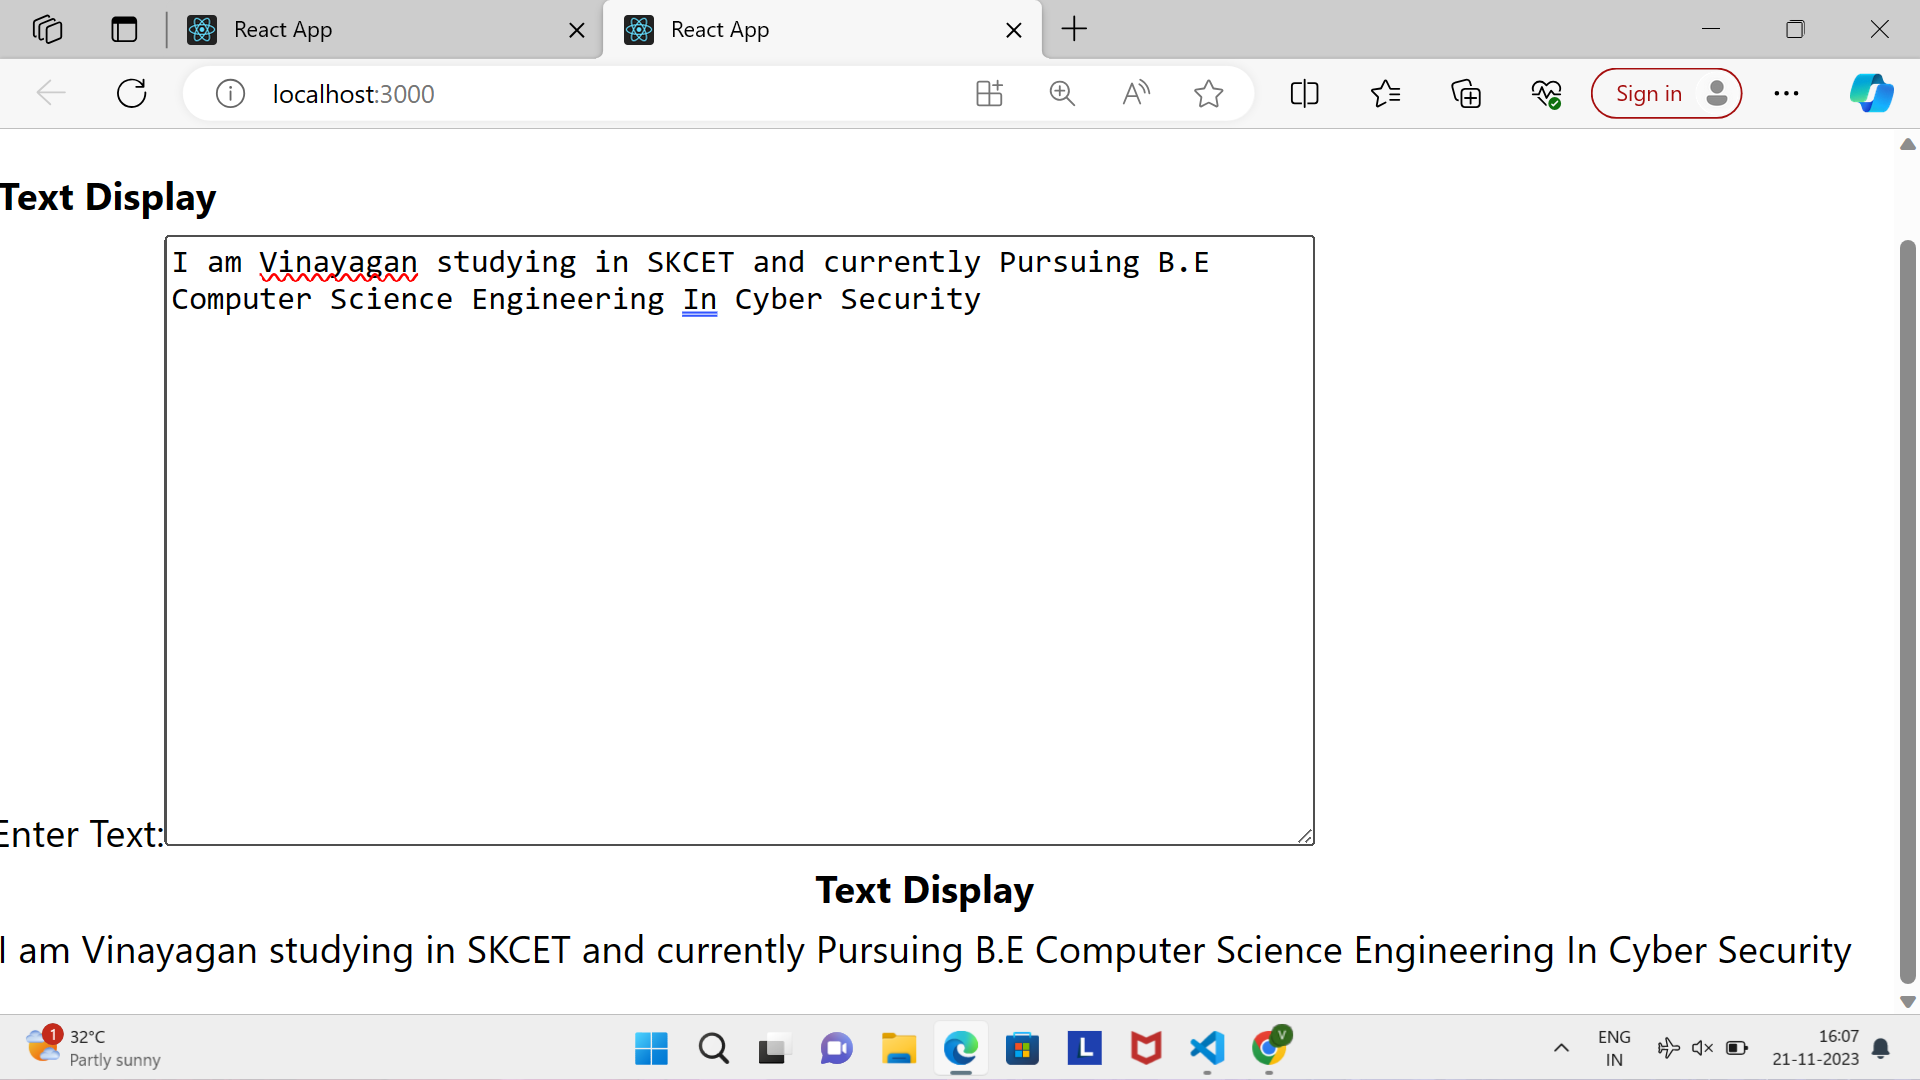 React App
React App
localhost:3000
Sign in
Text Display
I am Vinayagan studying in SKCET and currently Pursuing B.E
Computer Science Engineering In Cyber Security
Enter Text:
Text Display
I am Vinayagan studying in SKCET and currently Pursuing B.E Computer Science Engineering In Cyber Security
1
32°C
Partly sunny
L
V
ENG
IN
16:07
21-11-2023